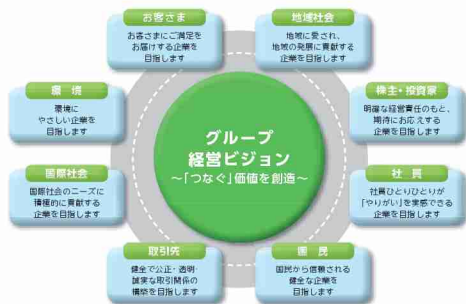 お客さま
お客さまにご満足を
お届けする企業を
目指します
地域社会
地域に愛され、
地域の発展に貢献する
企業を目指します
環 境
環境に
やさしい企業を
目指します
株主・投資家
明確な経営責任のもと、
期待にお応えする
企業を目指します
グループ
経営ビジョン
～「つなぐ」価値を創造～
国際社会
国際社会のニーズに
積極的に貢献する
企業を目指します
社 員
社員ひとりひとりが
「やりがい」を実感できる
企業を目指します
取引先
健全で公正・透明・
誠実な取引関係の
構築を目指します
国 民
国民から信頼される
健全な企業を
目指します